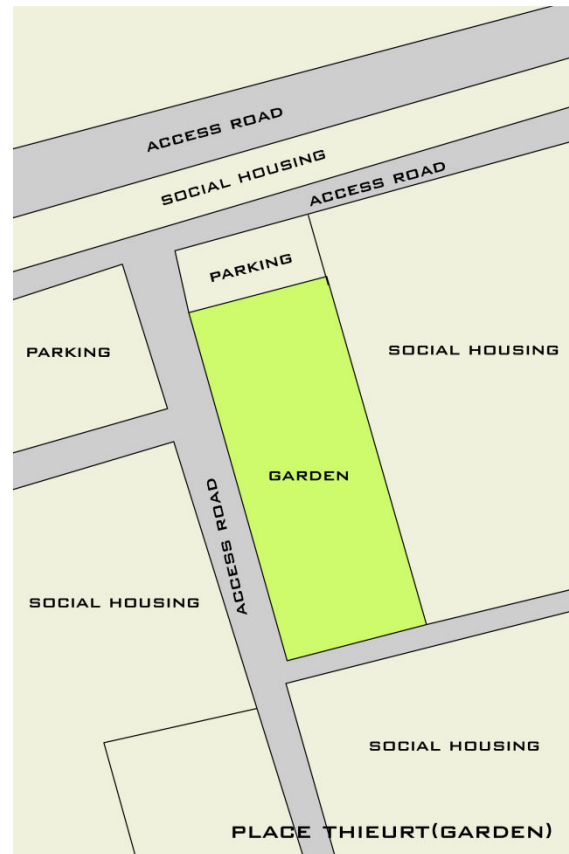 ACCESS ROAD
SOCIAL HOUSING
ACCESS ROAD
PARKING
PARKING
SOCIAL HOUSING
GARDEN
ACCESS ROAD
SOCIAL HOUSING
SOCIAL HOUSING
PLACE THIEURT(GARDEN)